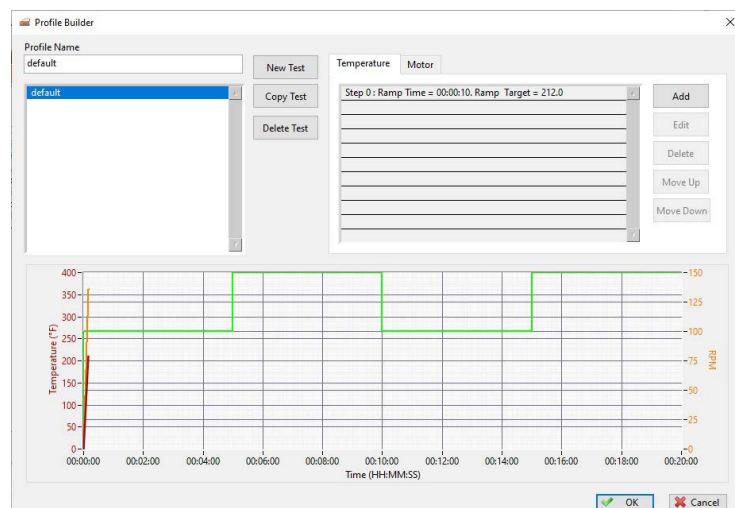 Profile Builder
Profile Name
default
New Test
Copy Test
Delete Test
default
Temperature
Motor
Step 0 : Ramp Time = 00:00:10. Ramp Target = 212.0
Add
Edit
Delete
Move Up
Move Down
400
350
300
250
200
150
100
50
0
Temperature (°F)
150
125
100
75
50
25
0
RPM
00:00:00 00:02:00 00:04:00 00:06:00 00:08:00 00:10:00 00:12:00 00:14:00 00:16:00 00:18:00 00:20:00
Time (HH:MM:SS)
OK
Cancel